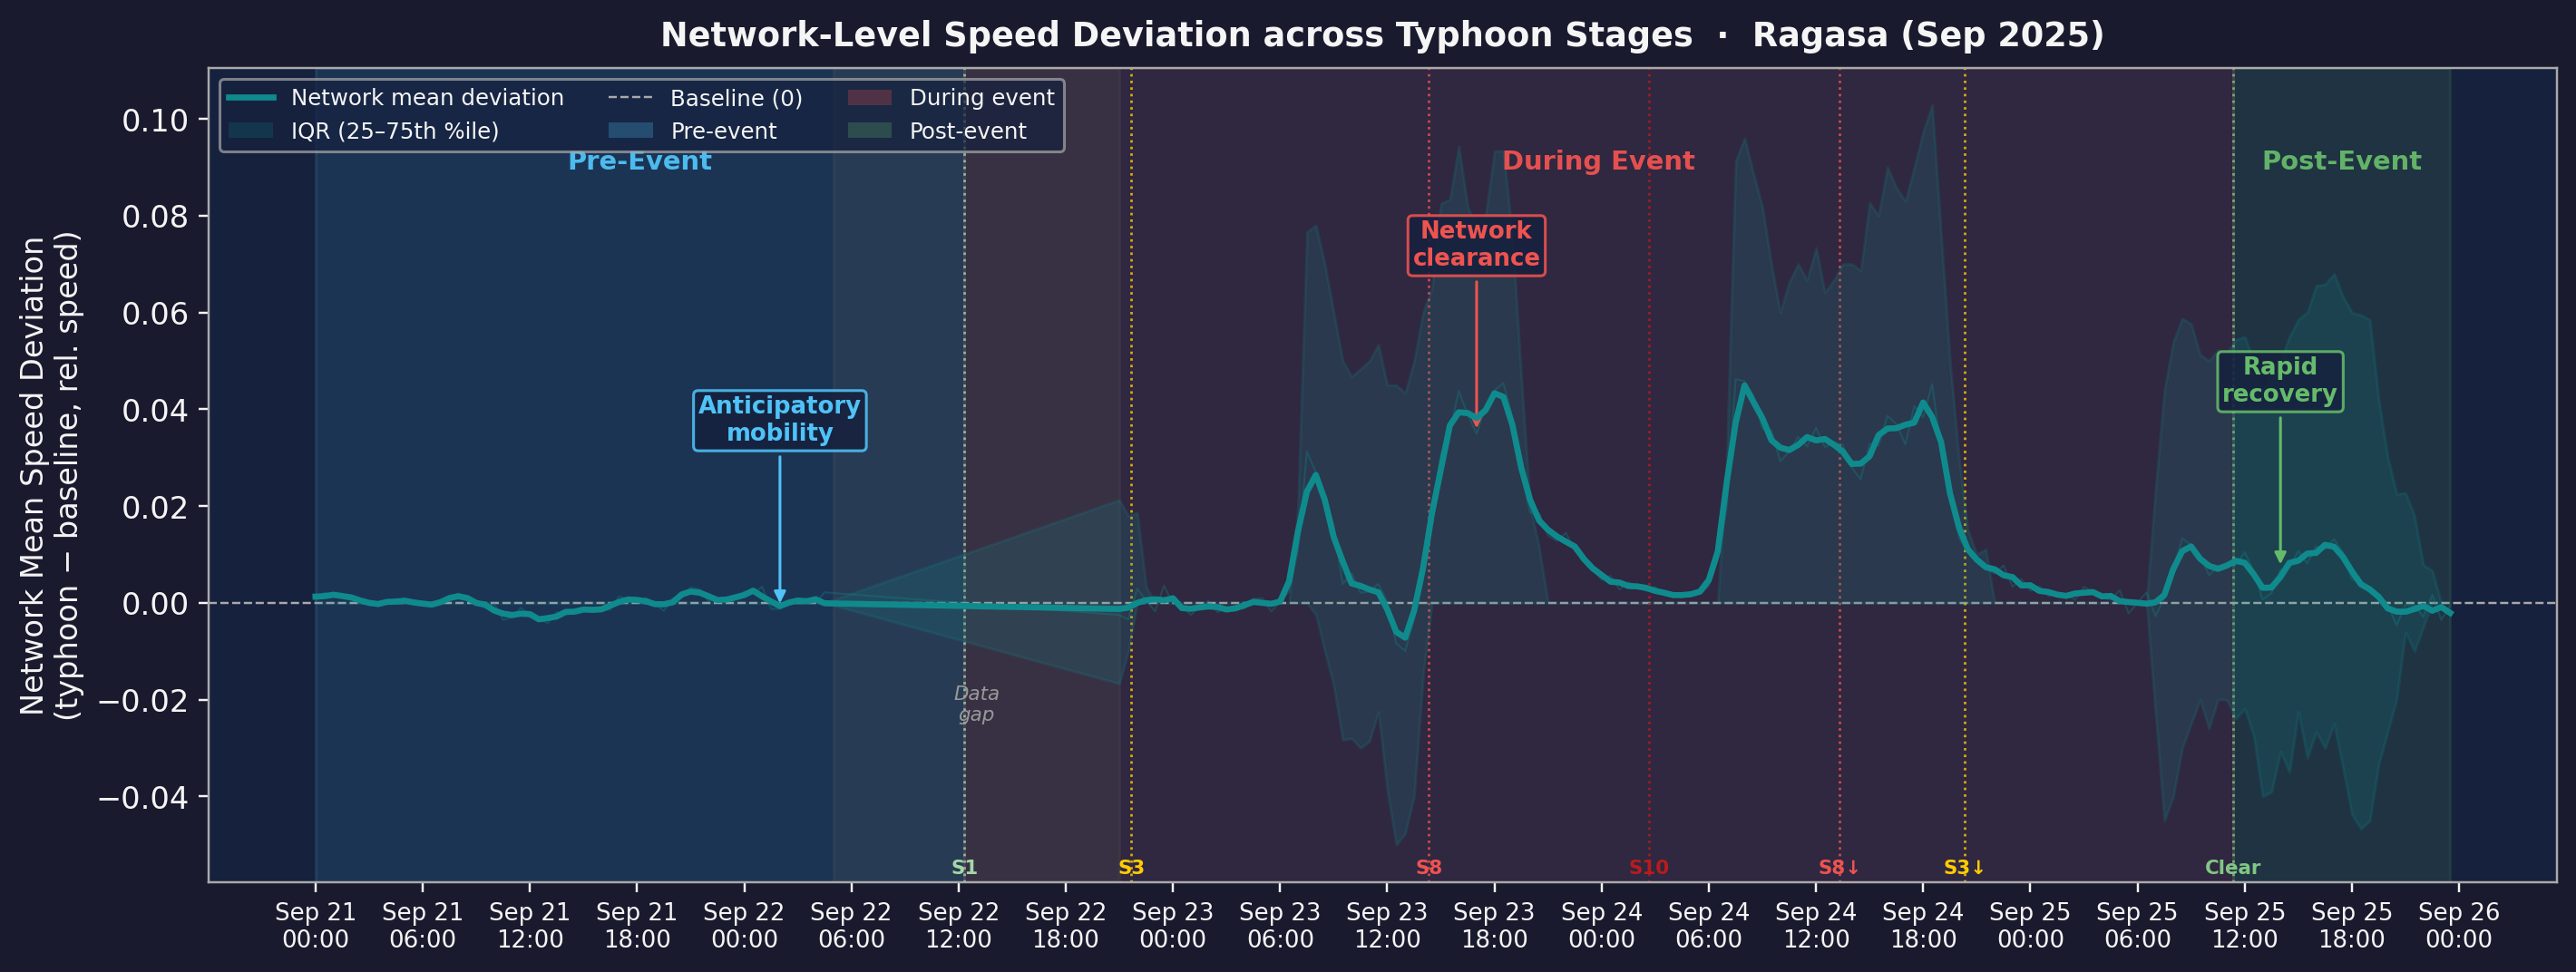 Network-Level Speed Deviation across Typhoon Stages · Ragasa (Sep 2025)
Network mean deviation
IQR (25–75th %ile)
Baseline (0)
Pre-event
During event
Post-event
Pre-Event
During Event
Post-Event
Network
clearance
Anticipatory
mobility
Rapid
recovery
Data
gap
S1
S3
S8
S10
S8↓
S3↓
Clear
Network Mean Speed Deviation
(typhoon − baseline, rel. speed)
0.10
0.08
0.06
0.04
0.02
0.00
−0.02
−0.04
Sep 21
00:00
Sep 21
06:00
Sep 21
12:00
Sep 21
18:00
Sep 22
00:00
Sep 22
06:00
Sep 22
12:00
Sep 22
18:00
Sep 23
00:00
Sep 23
06:00
Sep 23
12:00
Sep 23
18:00
Sep 24
00:00
Sep 24
06:00
Sep 24
12:00
Sep 24
18:00
Sep 25
00:00
Sep 25
06:00
Sep 25
12:00
Sep 25
18:00
Sep 26
00:00